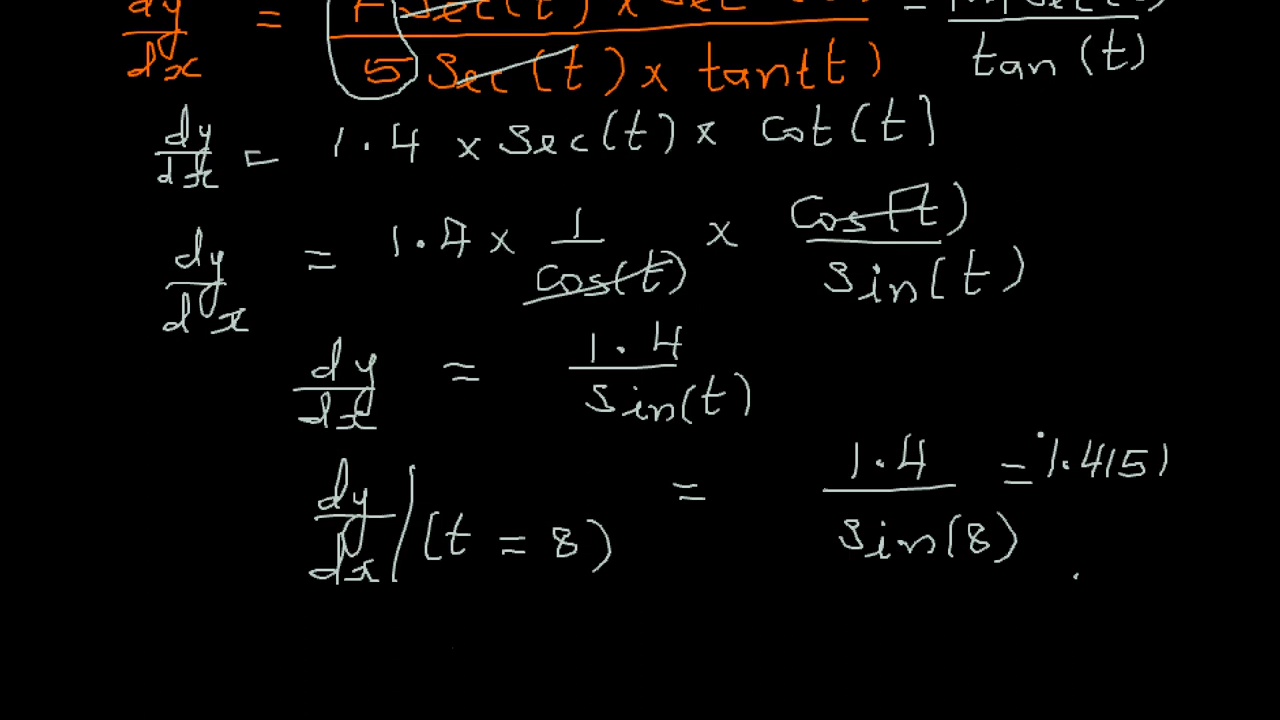 dy/dx = 7 Sec(t) x Sec / 5 Sec(t) x tan(t) = 1.4 Sec(t) / tan(t)
dy/dx = 1.4 x Sec(t) x Cot(t)
dy/dx = 1.4 x 1/Cos(t) x Cos(t)/Sin(t)
dy/dx = 1.4/Sin(t)
dy/dx | (t = 8) = 1.4/Sin(8) = 1.4151